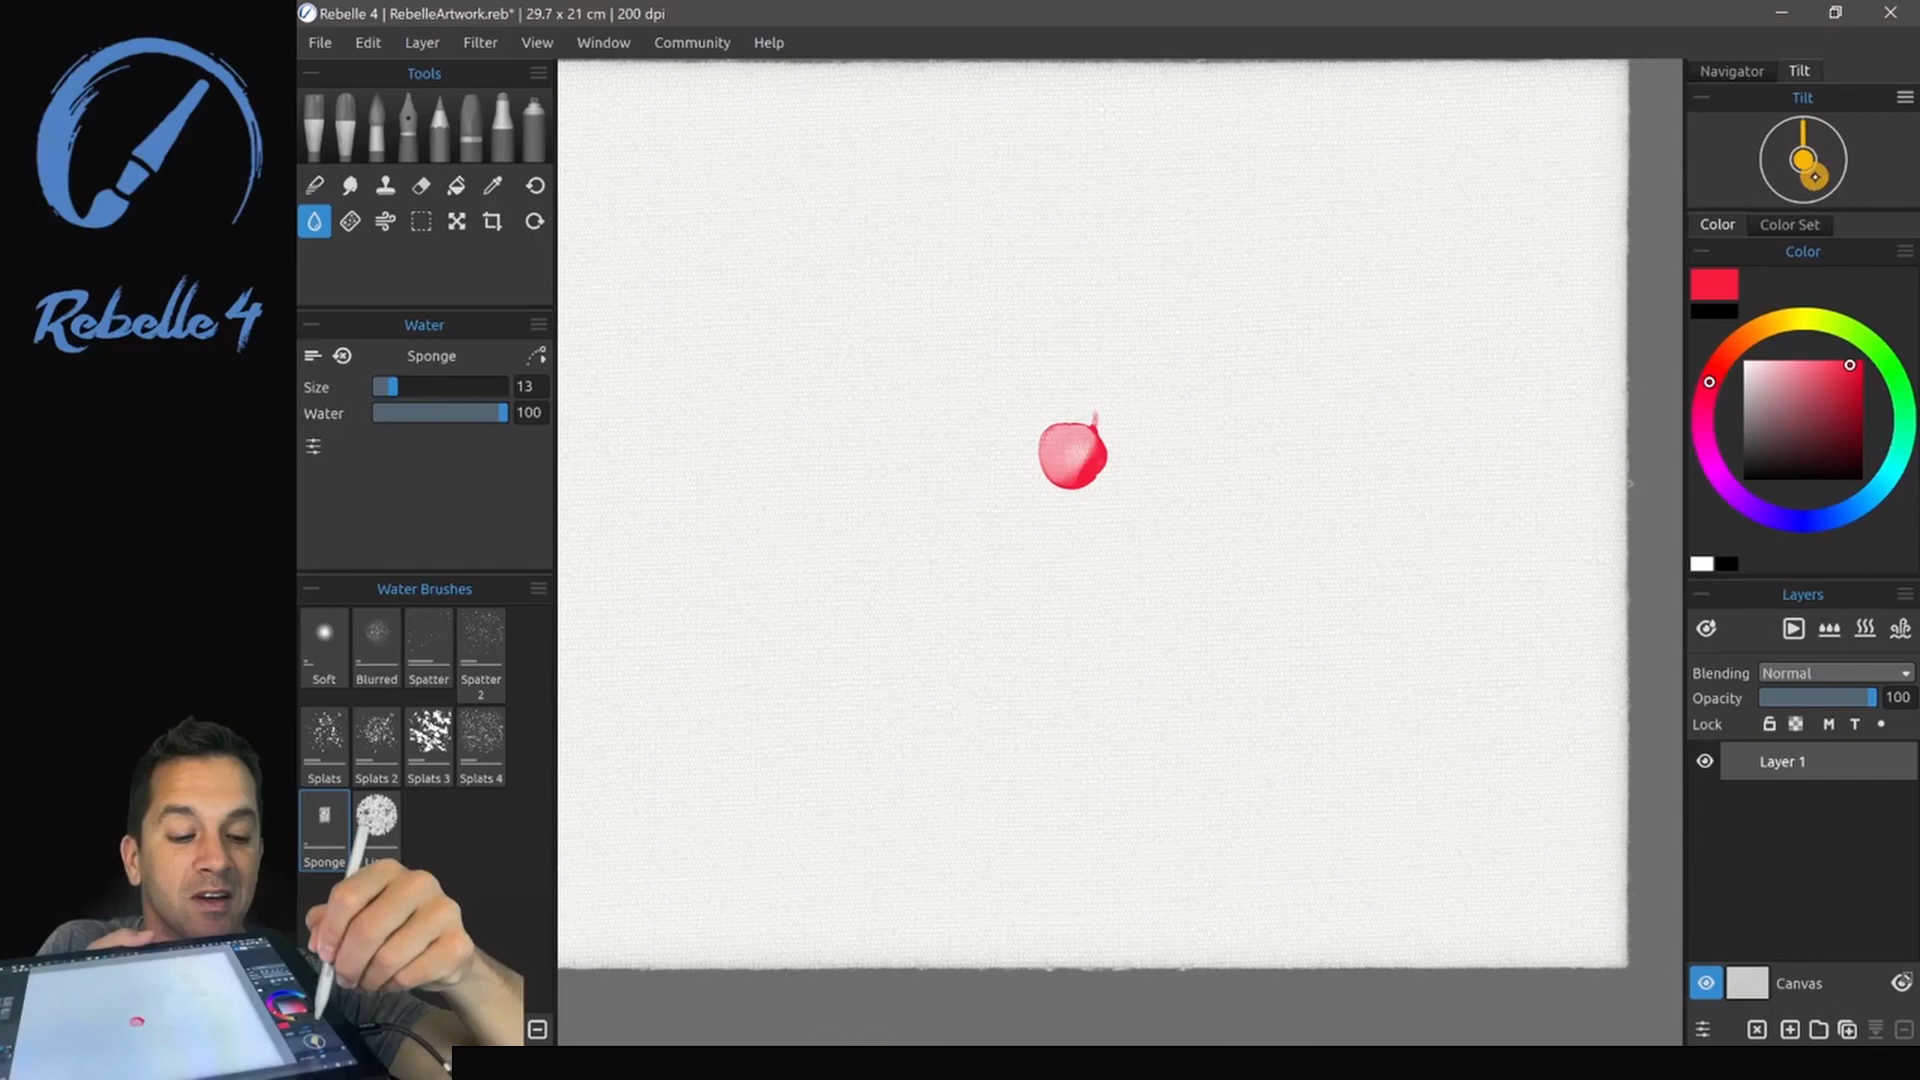 Rebelle 4 | RebelleArtwork.reb* | 29.7 x 21 cm | 200 dpi
File Edit Layer Filter View Window Community Help
Rebelle 4
Tools
Water
Sponge
Size 13
Water 100
Water Brushes
Soft Blurred Spatter Spatter 2
Splats Splats 2 Splats 3 Splats 4
Sponge
Navigator Tilt
Tilt
Color Color Set
Color
Layers
Blending Normal
Opacity 100
Lock M T
Layer 1
Canvas